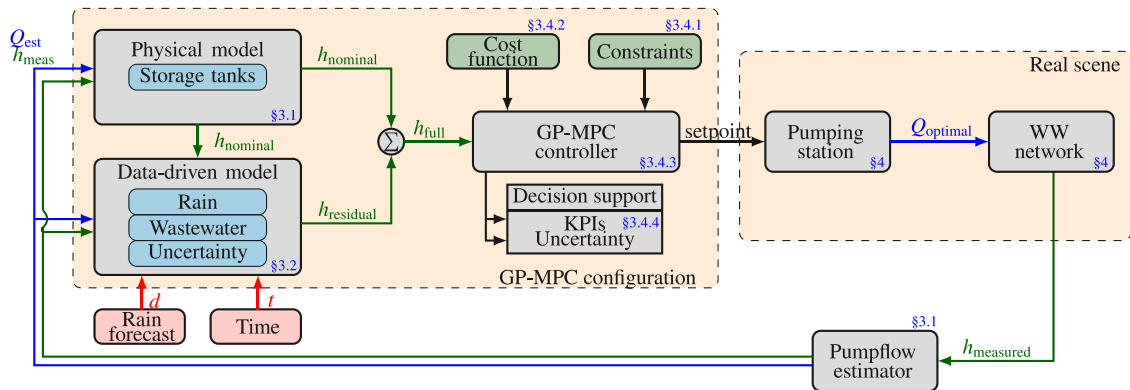 §3.4.2
§3.4.1
Q_est
h_meas
Physical model
Storage tanks
§3.1
h_nominal
Cost
function
Constraints
Real scene
h_nominal
Σ
h_full
GP-MPC
controller
§3.4.3
setpoint
Pumping
station
§4
Q_optimal
WW
network
§4
Data-driven model
Rain
Wastewater
Uncertainty
§3.2
h_residual
Decision support
KPIs
§3.4.4
Uncertainty
GP-MPC configuration
d
t
Rain
forecast
Time
§3.1
Pumpflow
estimator
h_measured